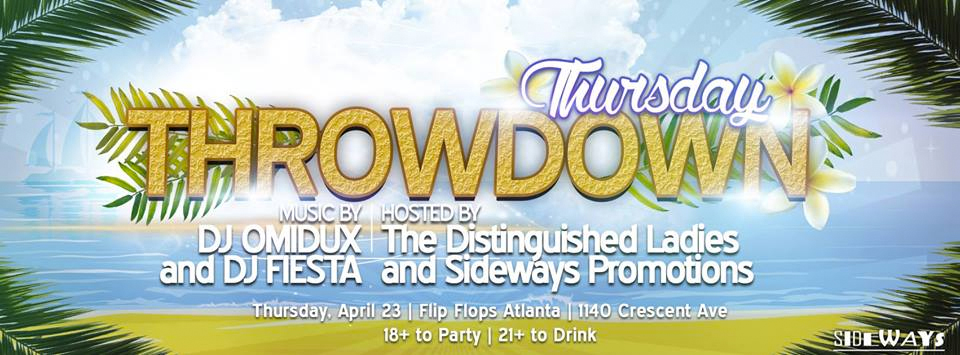 Thursday
THROWDOWN
MUSIC BY | HOSTED BY
DJ OMIDUX | The Distinguished Ladies
and DJ FIESTA | and Sideways Promotions
Thursday, April 23 | Flip Flops Atlanta | 1140 Crescent Ave
18+ to Party | 21+ to Drink
SIDEWAYS